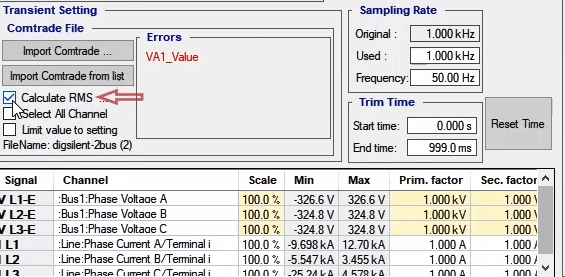 Transient Setting
Comtrade File
Import Comtrade ...
Import Comtrade from list
Calculate RMS ...
Select All Channel
Limit value to setting
FileName: digsilent-2bus (2)
Errors
VA1_Value
Sampling Rate
Original : 1.000 kHz
Used : 1.000 kHz
Frequency: 50.00 Hz
Trim Time
Start time: 0.000 s
End time: 999.0 ms
Reset Time
Signal Channel Scale Min Max Prim. factor Sec. factor
V L1-E :Bus1:Phase Voltage A 100.0 % -326.6 V -326.6 V 1.000 kV 1.000 V
V L2-E :Bus1:Phase Voltage B 100.0 % -324.8 V -324.8 V 1.000 kV 1.000 V
V L3-E :Bus1:Phase Voltage C 100.0 % -324.8 V -324.8 V 1.000 kV 1.000 V
I L1 :Line:Phase Current A/Terminal i 100.0 % -9.698 kA 12.70 kA 1.000 A 1.000 A
I L2 :Line:Phase Current B/Terminal i 100.0 % -5.547 kA 3.455 kA 1.000 A 1.000 A
I L3 :Line:Phase Current C/Terminal i 100.0 % -25.24 kA 4.578 kA 1.000 A 1.000 A